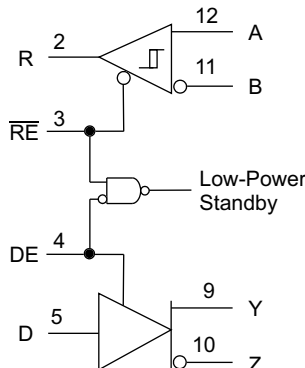 12 A
R 2
11 B
RE 3
Low-Power
Standby
DE 4
9 Y
D 5
10 Z